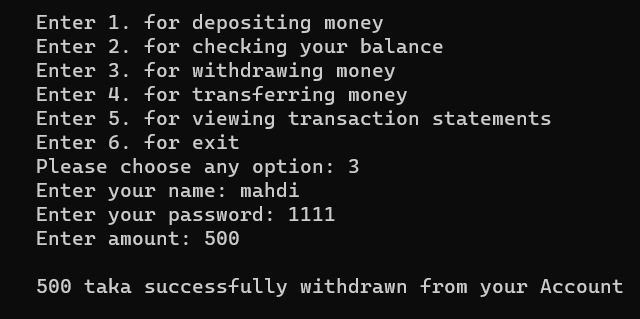 Enter 1. for depositing money
Enter 2. for checking your balance
Enter 3. for withdrawing money
Enter 4. for transferring money
Enter 5. for viewing transaction statements
Enter 6. for exit
Please choose any option: 3
Enter your name: mahdi
Enter your password: 1111
Enter amount: 500
500 taka successfully withdrawn from your Account